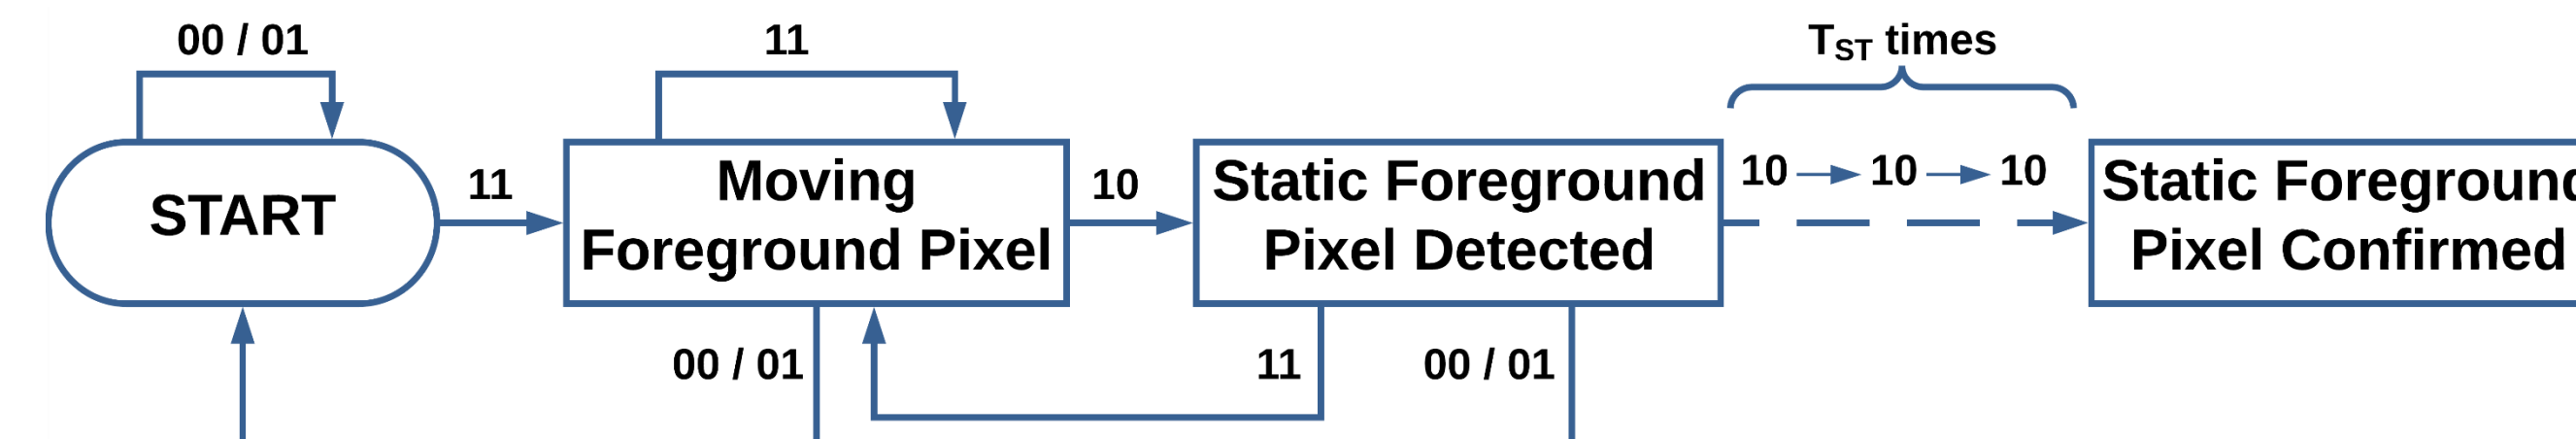 00 / 01
11
T_ST times
START
11
Moving
Foreground Pixel
10
Static Foreground
Pixel Detected
10 10 10
Static Foreground
Pixel Confirmed
00 / 01
11
00 / 01